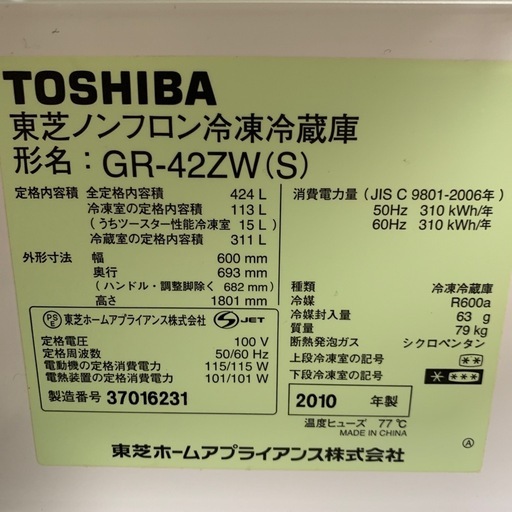 TOSHIBA
東芝ノンフロン冷凍冷蔵庫
形名：GR-42ZW(S)
定格内容積 全定格内容積 424 L
冷凍室の定格内容積 113 L
(うちツースター性能冷凍室 15 L)
冷蔵室の定格内容積 311 L
外形寸法 幅 600 mm
奥行 693 mm
(ハンドル・調整脚除く 682 mm)
高さ 1801 mm
消費電力量 (JIS C 9801-2006年)
50Hz 310 kWh/年
60Hz 310 kWh/年
種類 冷凍冷蔵庫
冷媒 R600a
冷媒封入量 63 g
質量 79 kg
断熱発泡ガス シクロペンタン
上段冷凍室の記号 **
下段冷凍室の記号 * ***
PS E 東芝ホームアプライアンス株式会社 S JET
定格電圧 100 V
定格周波数 50/60 Hz
電動機の定格消費電力 115/115 W
電熱装置の定格消費電力 101/101 W
製造番号 37016231
2010 年製
温度ヒューズ 77℃
MADE IN CHINA
Ⓐ
東芝ホームアプライアンス株式会社